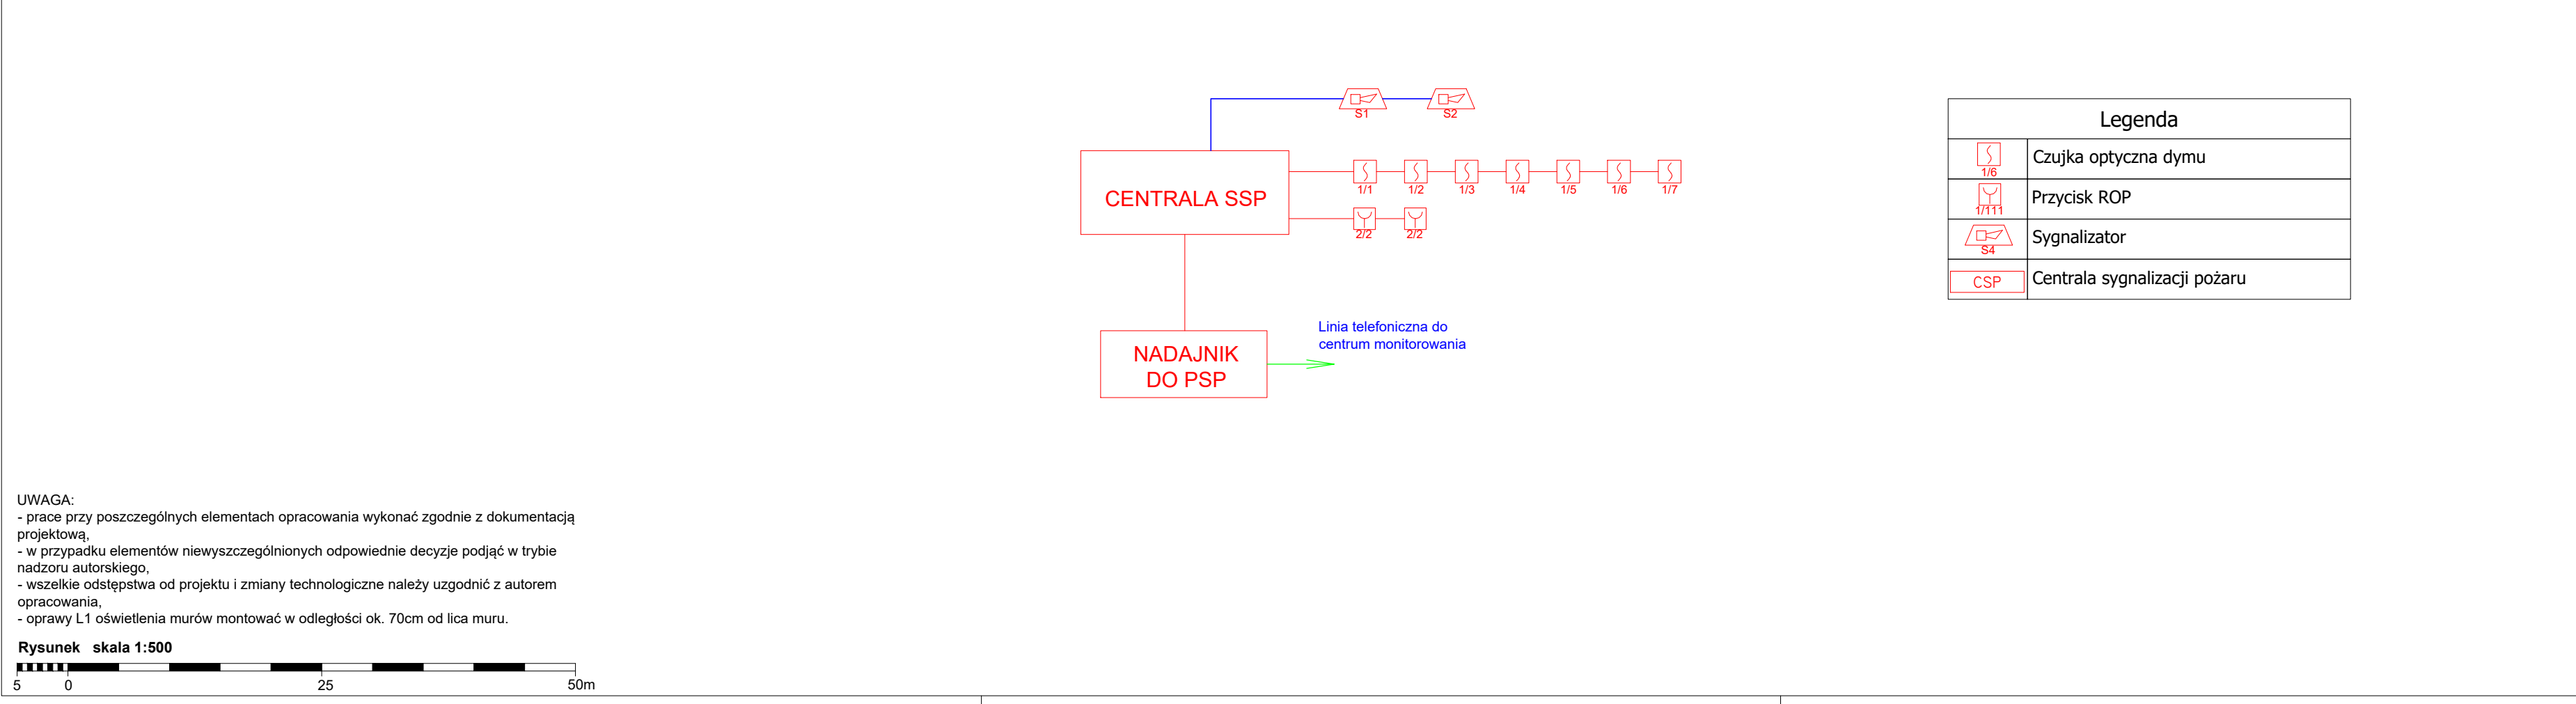 S1
S2
CENTRALA SSP
1/1
1/2
1/3
1/4
1/5
1/6
1/7
2/2
2/2
NADAJNIK
DO PSP
Linia telefoniczna do
centrum monitorowania
Legenda
1/6
Czujka optyczna dymu
1/111
Przycisk ROP
S4
Sygnalizator
CSP
Centrala sygnalizacji pożaru
UWAGA:
- prace przy poszczególnych elementach opracowania wykonać zgodnie z dokumentacją
projektową,
- w przypadku elementów niewyszczególnionych odpowiednie decyzje podjąć w trybie
nadzoru autorskiego,
- wszelkie odstępstwa od projektu i zmiany technologiczne należy uzgodnić z autorem
opracowania,
- oprawy L1 oświetlenia murów montować w odległości ok. 70cm od lica muru.
Rysunek skala 1:500
5 0 25 50m